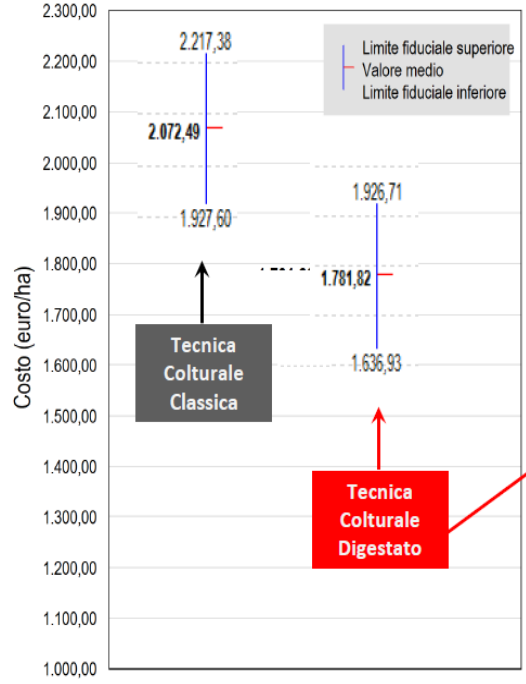 Costo (euro/ha)
2.300,00
2.200,00
2.100,00
2.000,00
1.900,00
1.800,00
1.700,00
1.600,00
1.500,00
1.400,00
1.300,00
1.200,00
1.100,00
1.000,00
Limite fiduciale superiore
Valore medio
Limite fiduciale inferiore
2.217,38
2.072,49
1.927,60
Tecnica
Colturale
Classica
1.926,71
1.781,82
1.636,93
Tecnica
Colturale
Digestato